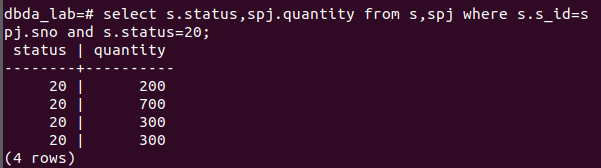 dbda_lab=# select s.status,spj.quantity from s,spj where s.s_id=s
pj.sno and s.status=20;
 status | quantity
--------+----------
     20 |      200
     20 |      700
     20 |      300
     20 |      300
(4 rows)